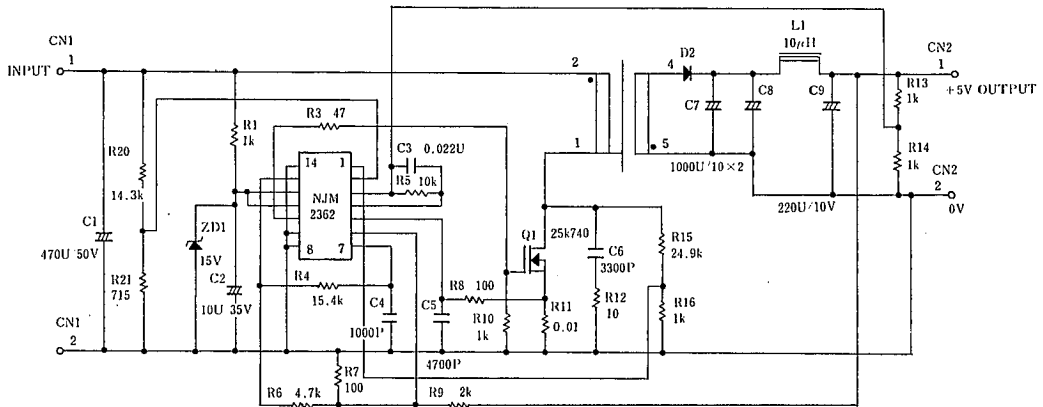 L1
10μH
CN1
1
INPUT
2
D2
4
CN2
1
+5V OUTPUT
C7
C8
C9
R13
1k
R1
1k
R3 47
C3 0.022U
R20
14.3k
14 1
R5 10k
NJM
2362
1
5
1000U/10×2
R14
1k
CN2
2
0V
220U/10V
C1
470U 50V
ZD1
15V
8 7
Q1
25k740
C6
3300P
R15
24.9k
R21
715
C2
10U 35V
R4
15.4k
C4
1000P
C5
R8 100
R10
1k
R11
0.01
R12
10
R16
1k
CN1
2
4700P
R7
100
R6 4.7k
R9 2k